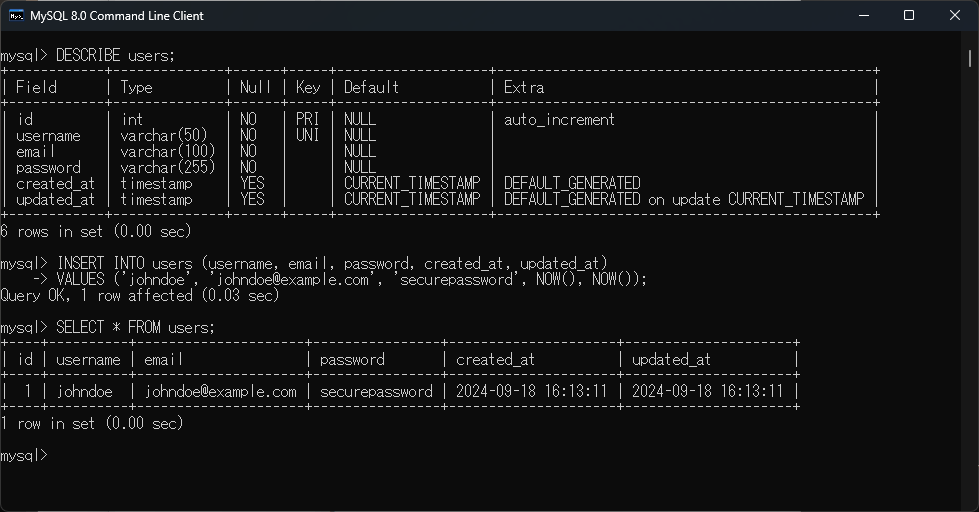 MySQL 8.0 Command Line Client
mysql> DESCRIBE users;
+------------+--------------+------+-----+-------------------+-----------------------------------------------+
| Field      | Type         | Null | Key | Default           | Extra                                         |
+------------+--------------+------+-----+-------------------+-----------------------------------------------+
| id         | int          | NO   | PRI | NULL              | auto_increment                                |
| username   | varchar(50)  | NO   | UNI | NULL              |                                               |
| email      | varchar(100) | NO   |     | NULL              |                                               |
| password   | varchar(255) | NO   |     | NULL              |                                               |
| created_at | timestamp    | YES  |     | CURRENT_TIMESTAMP | DEFAULT_GENERATED                             |
| updated_at | timestamp    | YES  |     | CURRENT_TIMESTAMP | DEFAULT_GENERATED on update CURRENT_TIMESTAMP |
+------------+--------------+------+-----+-------------------+-----------------------------------------------+
6 rows in set (0.00 sec)
mysql> INSERT INTO users (username, email, password, created_at, updated_at)
    -> VALUES ('johndoe', 'johndoe@example.com', 'securepassword', NOW(), NOW());
Query OK, 1 row affected (0.03 sec)
mysql> SELECT * FROM users;
+----+----------+---------------------+----------------+---------------------+---------------------+
| id | username | email               | password       | created_at          | updated_at          |
+----+----------+---------------------+----------------+---------------------+---------------------+
|  1 | johndoe  | johndoe@example.com | securepassword | 2024-09-18 16:13:11 | 2024-09-18 16:13:11 |
+----+----------+---------------------+----------------+---------------------+---------------------+
1 row in set (0.00 sec)
mysql>